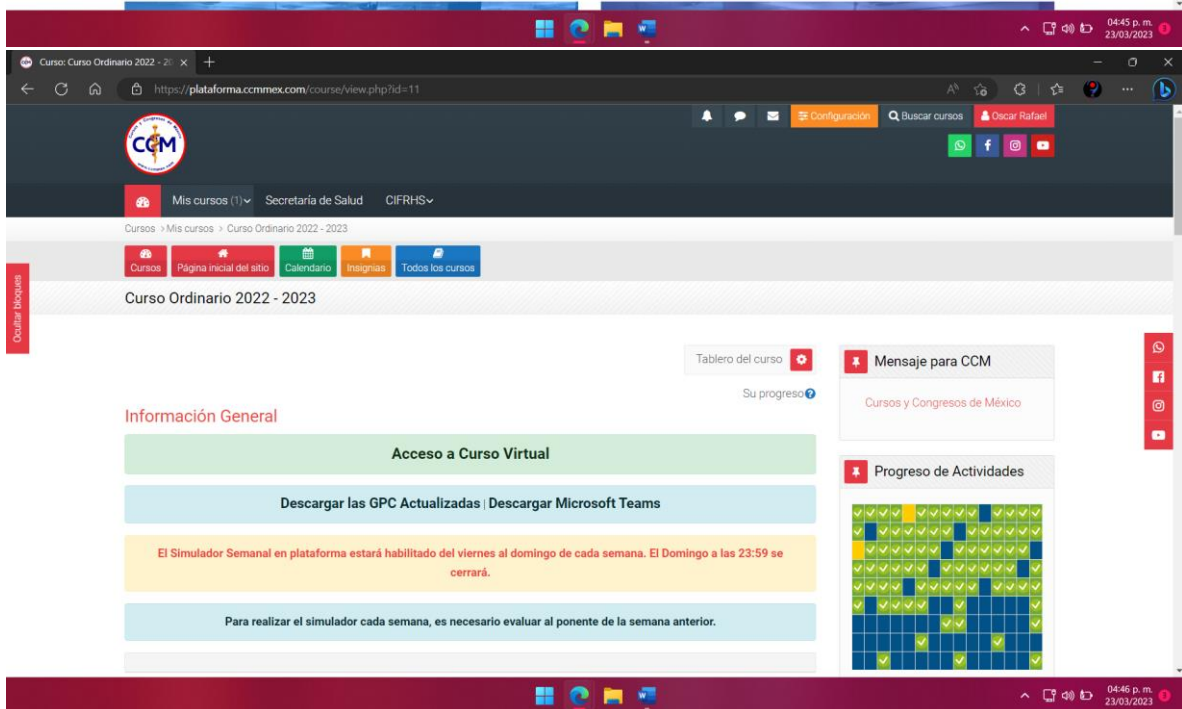 04:45 p. m.
23/03/2023
3
Curso: Curso Ordinario 2022 - 20
https://plataforma.ccmmex.com/course/view.php?id=11
Configuración
Buscar cursos
Oscar Rafael
CCM
Mis cursos (1)
Secretaría de Salud
CIFRHS
Cursos > Mis cursos > Curso Ordinario 2022 - 2023
Cursos
Página inicial del sitio
Calendario
Insignias
Todos los cursos
Ocultar bloques
Curso Ordinario 2022 - 2023
Tablero del curso
Su progreso
Información General
Acceso a Curso Virtual
Descargar las GPC Actualizadas | Descargar Microsoft Teams
El Simulador Semanal en plataforma estará habilitado del viernes al domingo de cada semana. El Domingo a las 23:59 se
cerrará.
Para realizar el simulador cada semana, es necesario evaluar al ponente de la semana anterior.
Mensaje para CCM
Cursos y Congresos de México
Progreso de Actividades
04:46 p. m.
23/03/2023
3